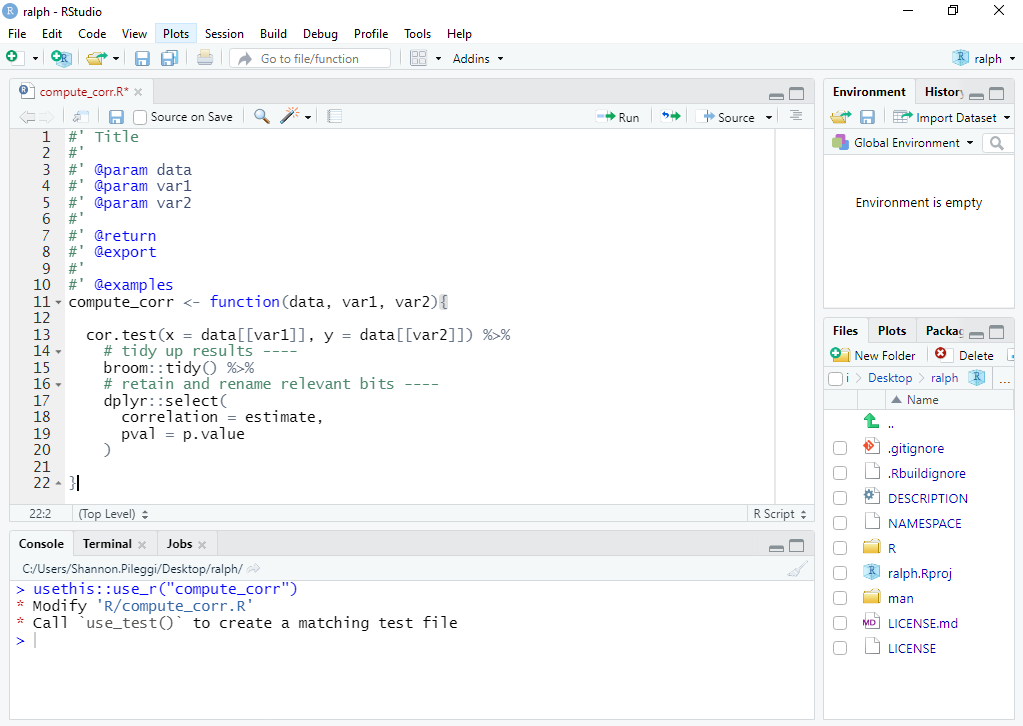 ralph - RStudio
File Edit Code View Plots Session Build Debug Profile Tools Help
Go to file/function Addins ralph
compute_corr.R*
Source on Save Run Source
1 #' Title
2 #'
3 #' @param data
4 #' @param var1
5 #' @param var2
6 #'
7 #' @return
8 #' @export
9 #'
10 #' @examples
11 compute_corr <- function(data, var1, var2){
12
13 cor.test(x = data[[var1]], y = data[[var2]]) %>%
14 # tidy up results ----
15 broom::tidy() %>%
16 # retain and rename relevant bits ----
17 dplyr::select(
18 correlation = estimate,
19 pval = p.value
20 )
21
22 }
22:2 (Top Level) R Script
Console Terminal Jobs
C:/Users/Shannon.Pileggi/Desktop/ralph/
> usethis::use_r("compute_corr")
* Modify 'R/compute_corr.R'
* Call `use_test()` to create a matching test file
>
Environment History
Import Dataset
Global Environment
Environment is empty
Files Plots Packag
New Folder Delete
i > Desktop > ralph ...
Name
..
.gitignore
.Rbuildignore
DESCRIPTION
NAMESPACE
R
ralph.Rproj
man
LICENSE.md
LICENSE